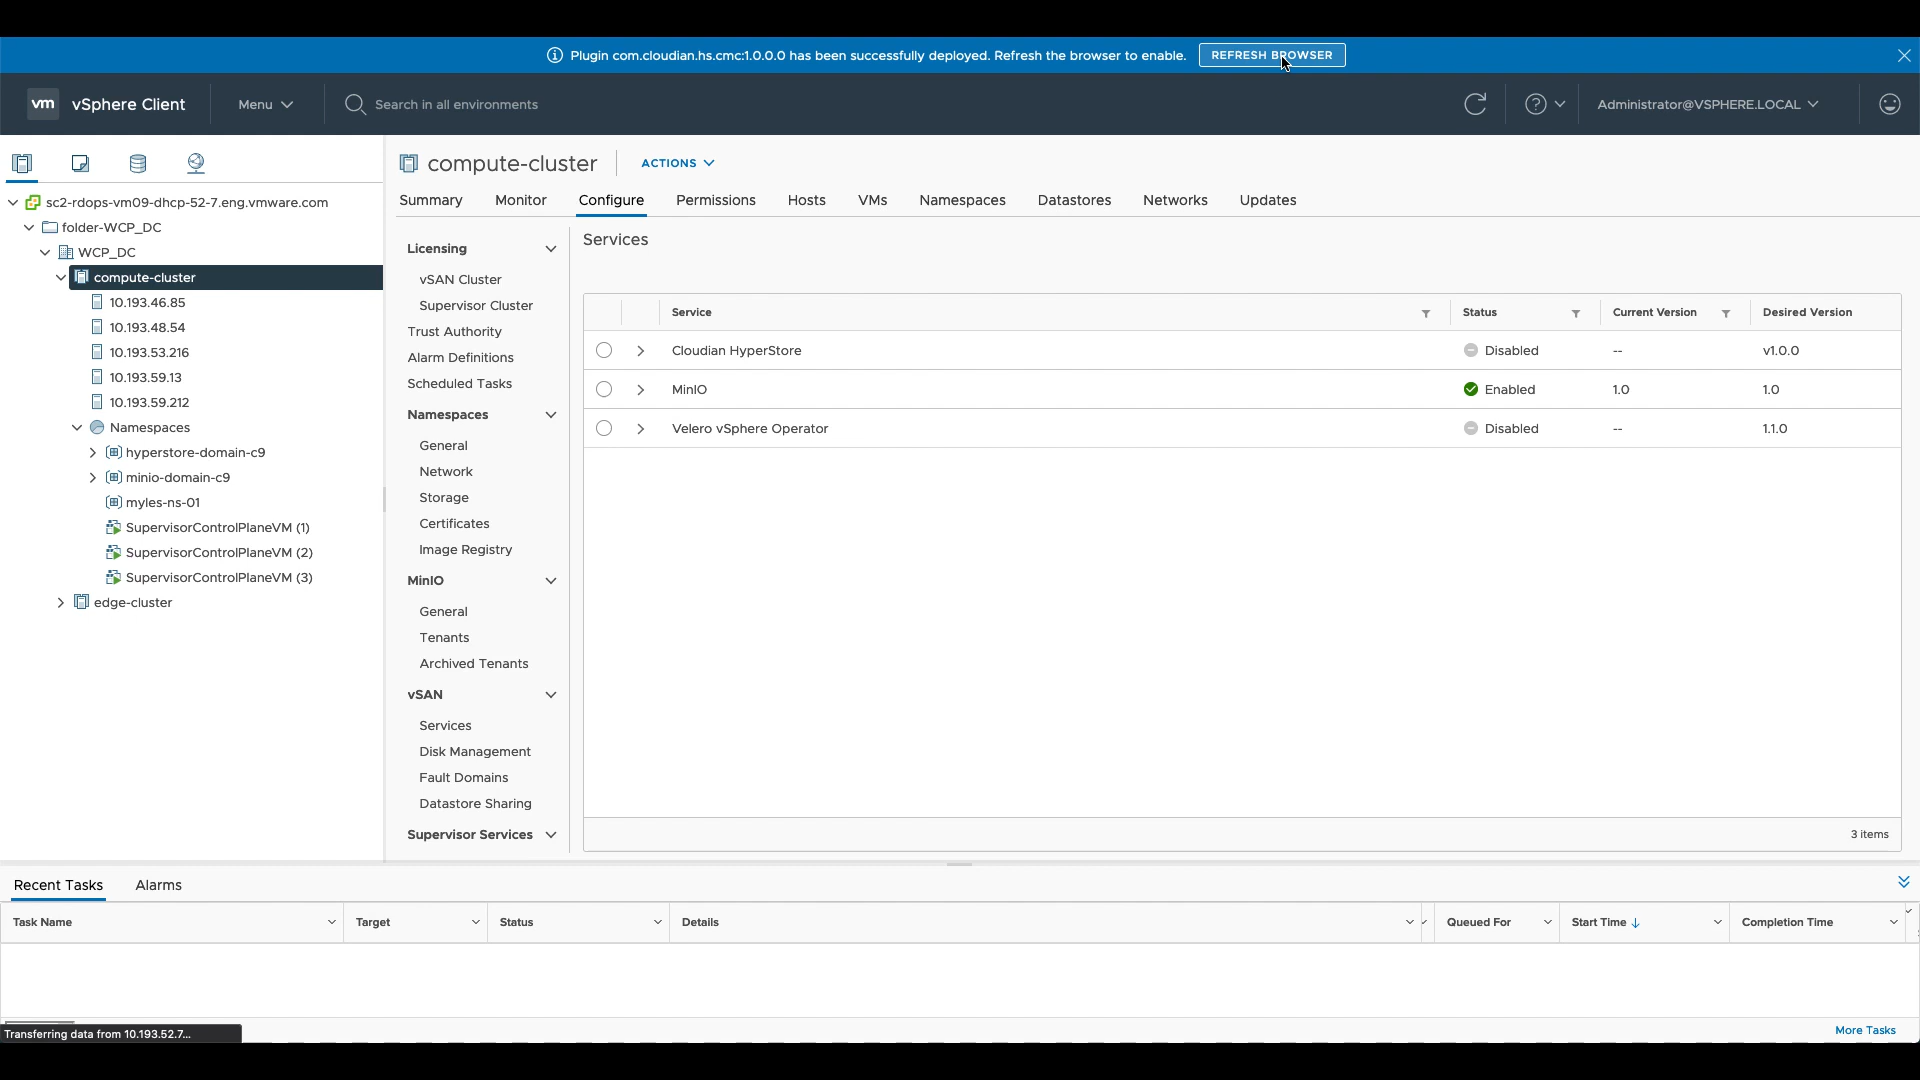 Plugin com.cloudian.hs.cmc:1.0.0.0 has been successfully deployed. Refresh the browser to enable. REFRESH BROWSER
vm vSphere Client Menu Search in all environments Administrator@VSPHERE.LOCAL
sc2-rdops-vm09-dhcp-52-7.eng.vmware.com
folder-WCP_DC
WCP_DC
compute-cluster
10.193.46.85
10.193.48.54
10.193.53.216
10.193.59.13
10.193.59.212
Namespaces
hyperstore-domain-c9
minio-domain-c9
myles-ns-01
SupervisorControlPlaneVM (1)
SupervisorControlPlaneVM (2)
SupervisorControlPlaneVM (3)
edge-cluster
compute-cluster ACTIONS
Summary Monitor Configure Permissions Hosts VMs Namespaces Datastores Networks Updates
Licensing
vSAN Cluster
Supervisor Cluster
Trust Authority
Alarm Definitions
Scheduled Tasks
Namespaces
General
Network
Storage
Certificates
Image Registry
MinIO
General
Tenants
Archived Tenants
vSAN
Services
Disk Management
Fault Domains
Datastore Sharing
Supervisor Services
Services
Service Status Current Version Desired Version
Cloudian HyperStore Disabled -- v1.0.0
MinIO Enabled 1.0 1.0
Velero vSphere Operator Disabled -- 1.1.0
3 items
Recent Tasks Alarms
Task Name Target Status Details Queued For Start Time Completion Time
Transferring data from 10.193.52.7...
More Tasks